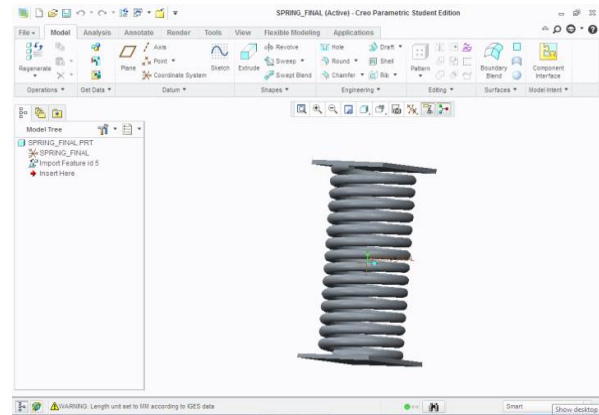 SPRING_FINAL (Active) - Creo Parametric Student Edition
File Model Analysis Annotate Render Tools View Flexible Modeling Applications
Regenerate
Plane
Axis
Point
Coordinate System
Sketch
Extrude
Revolve
Sweep
Swept Blend
Hole
Round
Chamfer
Draft
Shell
Rib
Pattern
Boundary Blend
Component Interface
Operations Get Data Datum Shapes Engineering Editing Surfaces Model Intent
Model Tree
SPRING_FINAL.PRT
SPRING_FINAL
Import Feature id 5
Insert Here
WARNING: Length unit set to MM according to IGES data
Smart
Show desktop